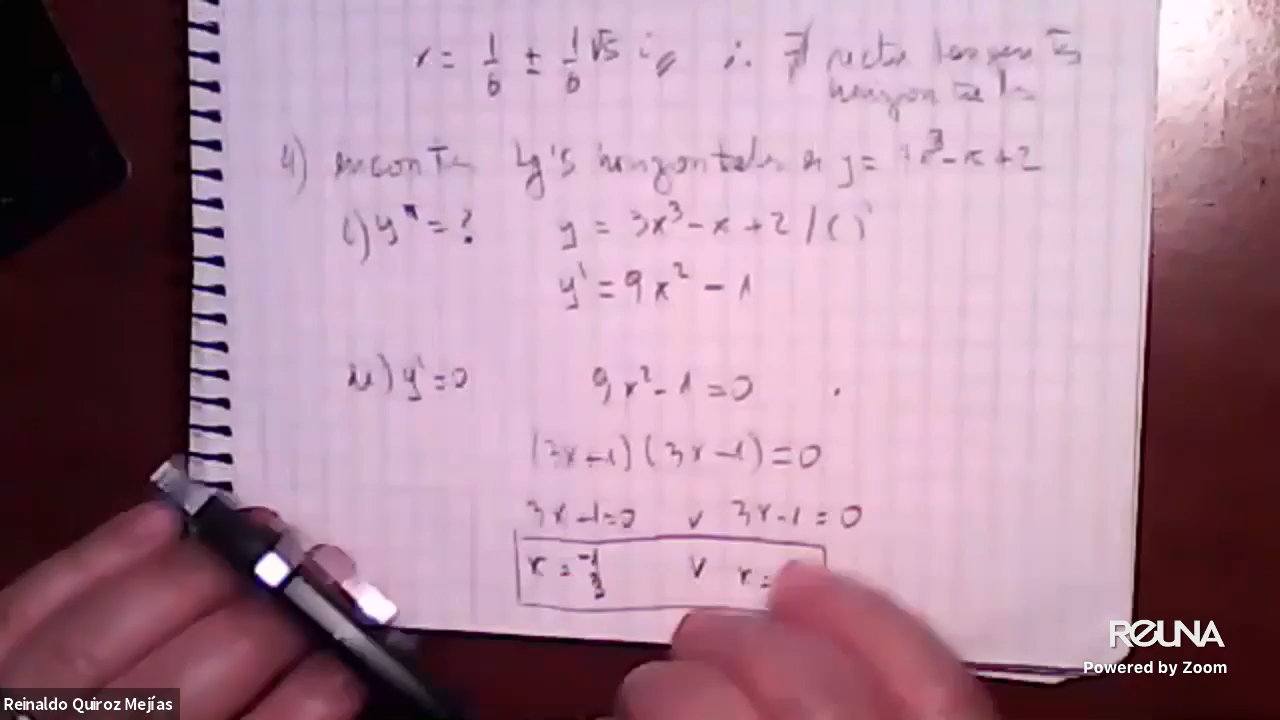 r = 1/6 ± 1/6 √5 i, ∴ ∄ recta tangente
horizontal
4) encontrar Ly's horizontales a y = 3x³ - x + 2
i) y' = ? y = 3x³ - x + 2 / ( )'
y' = 9x² - 1
ii) y' = 0 9x² - 1 = 0
(3x+1)(3x-1) = 0
3x-1=0 v 3x-1=0
x = -1/3 v x =
REUNA
Powered by Zoom
Reinaldo Quiroz Mejías